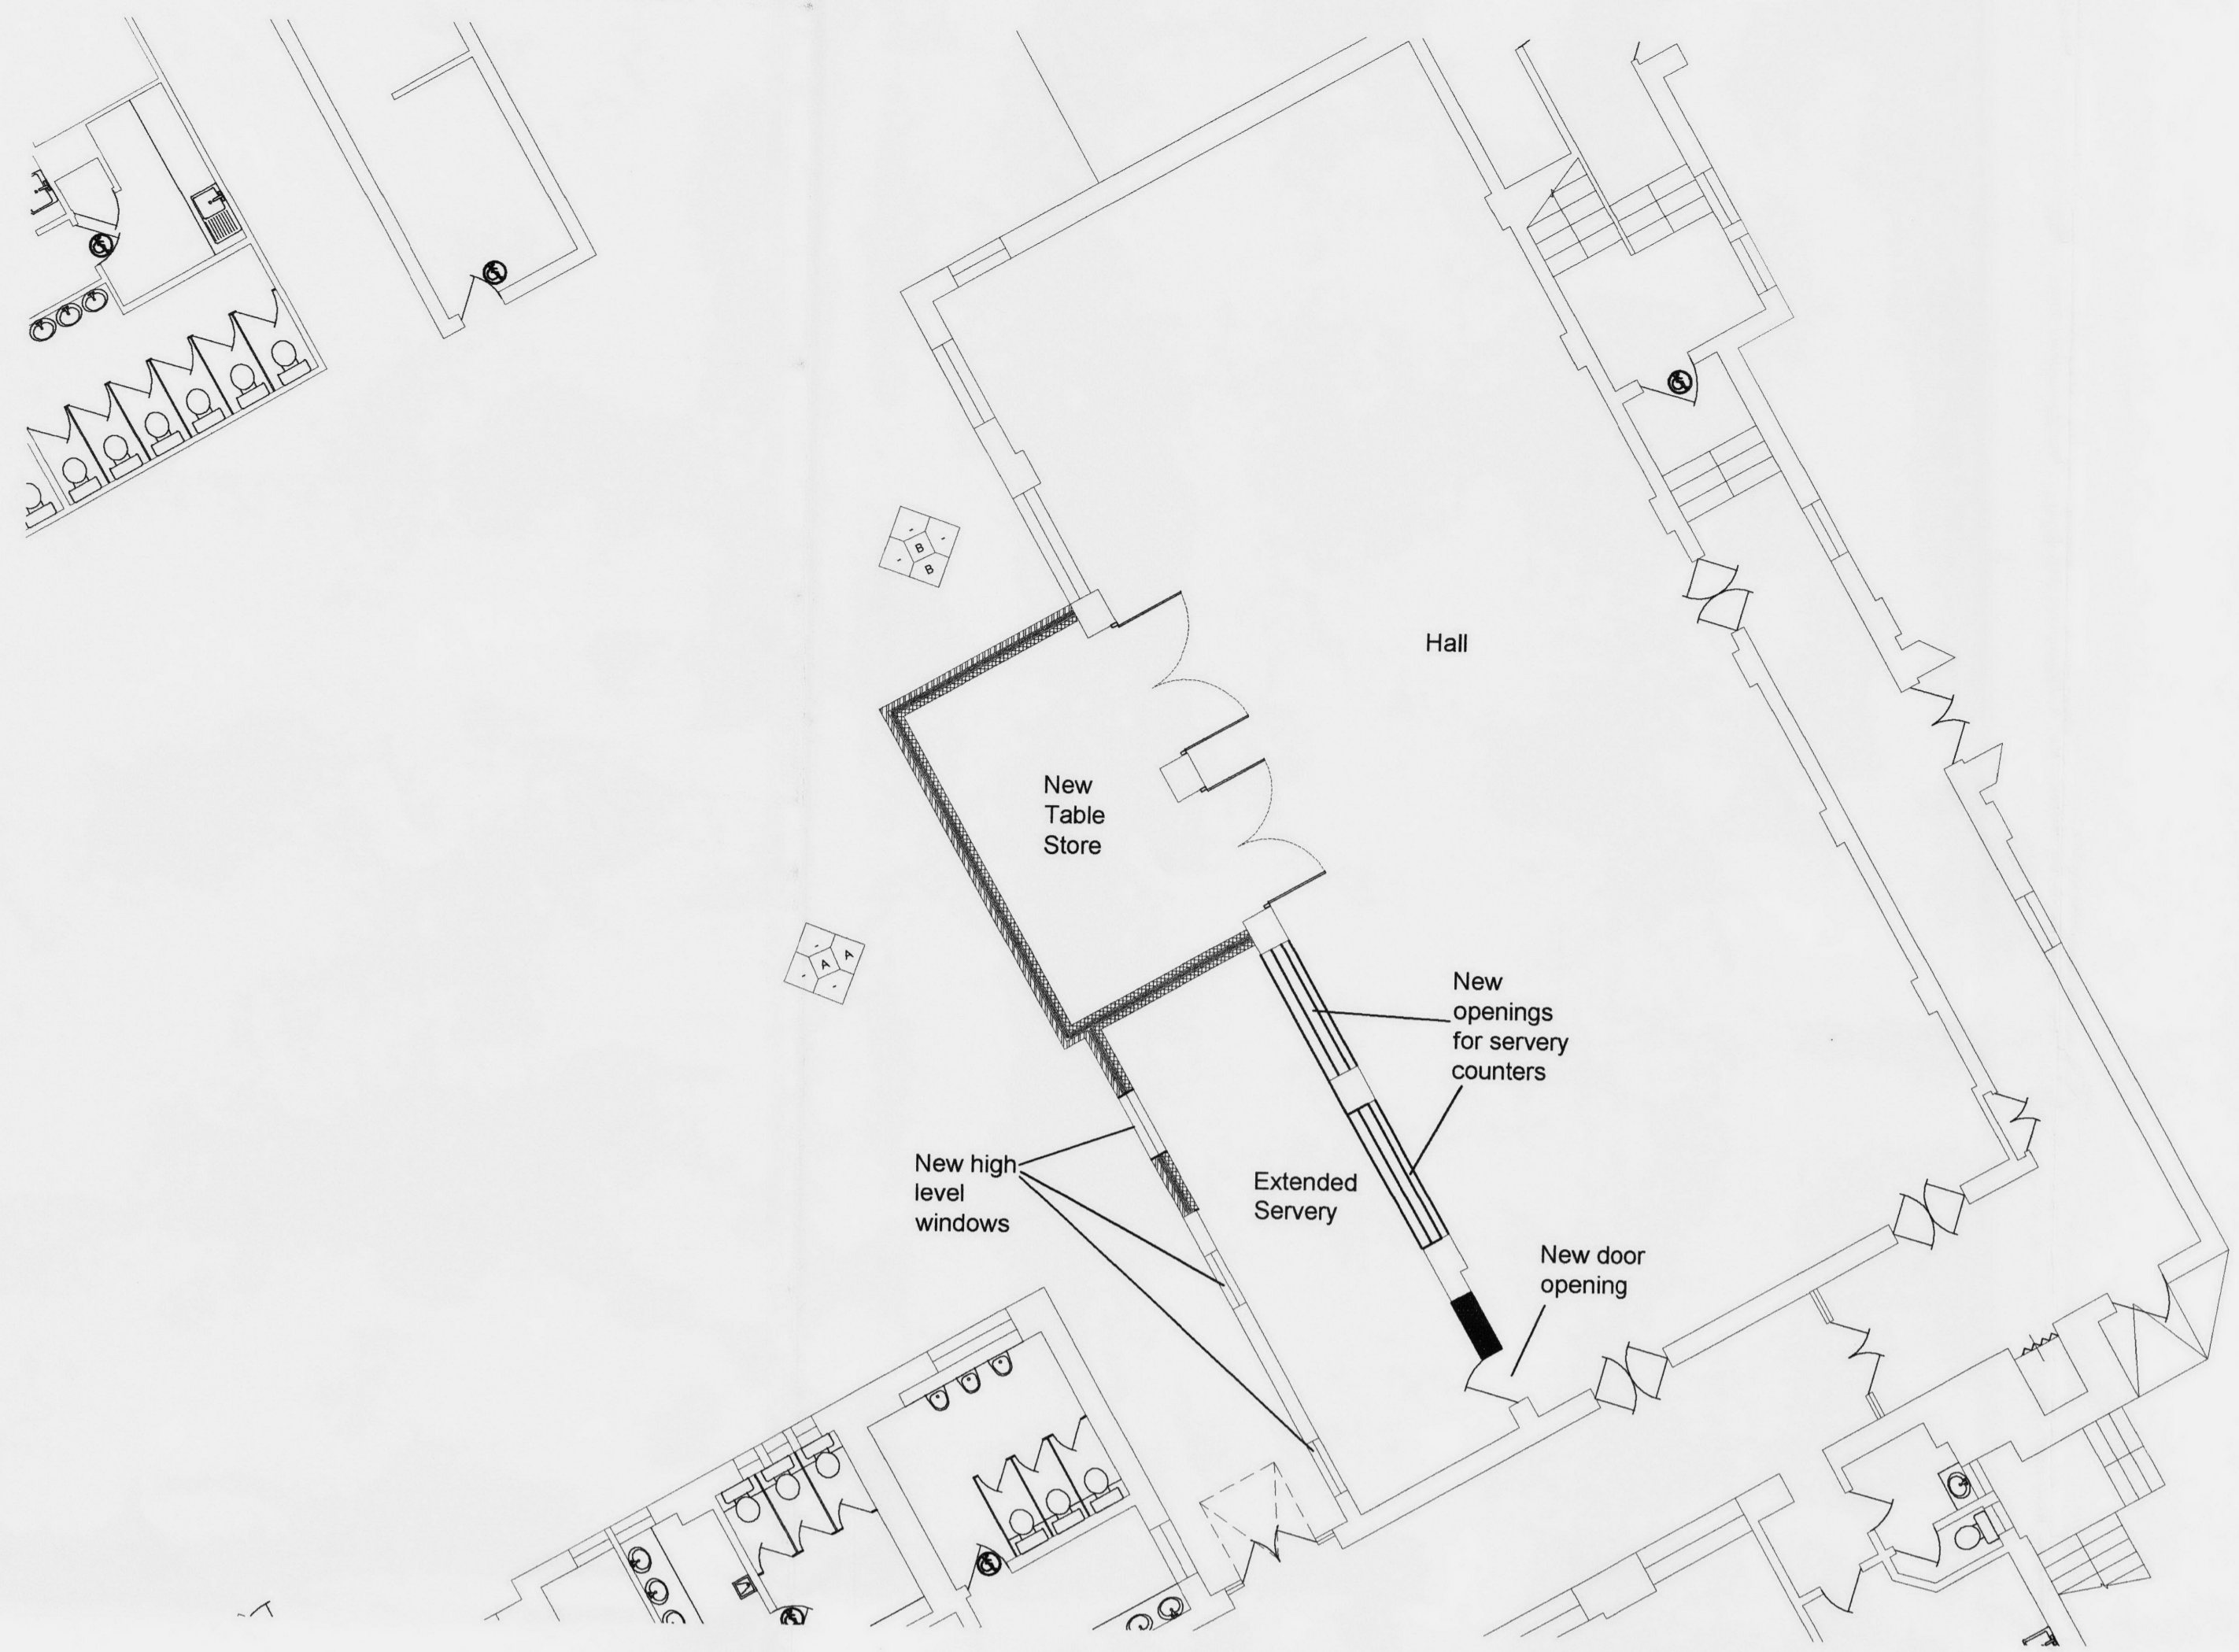 B
B
Hall
New
Table
Store
A
A
New
openings
for servery
counters
New high
level
windows
Extended
Servery
New door
opening